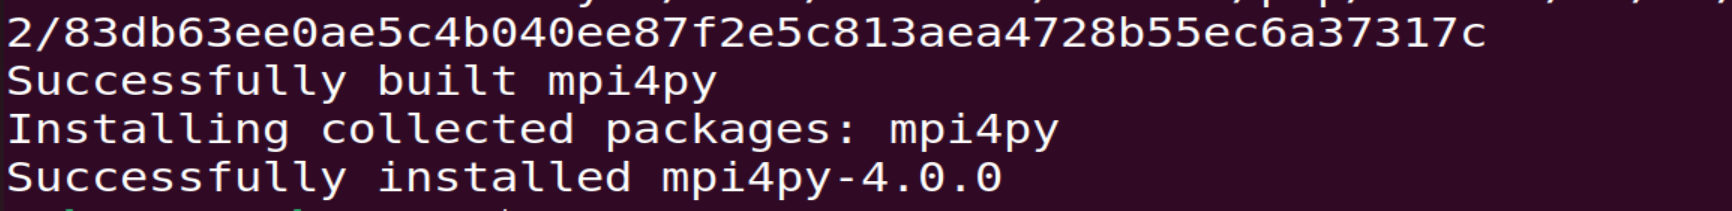 2/83db63ee0ae5c4b040ee87f2e5c813aea4728b55ec6a37317c
Successfully built mpi4py
Installing collected packages: mpi4py
Successfully installed mpi4py-4.0.0